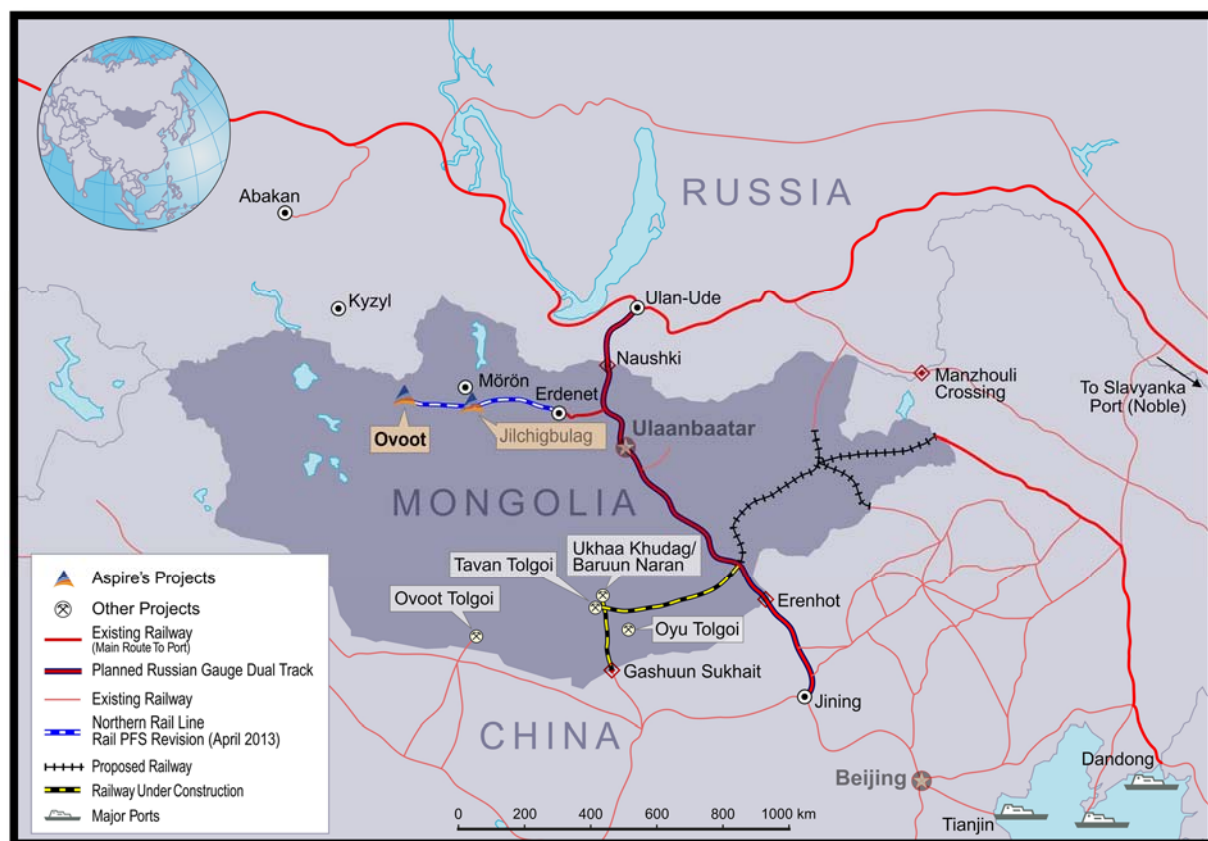 RUSSIA
Abakan
Kyzyl
Ulan-Ude
Naushki
Manzhouli
Crossing
To Slavyanka
Port (Noble)
Mörön
Erdenet
Ovoot
Jilchigbulag
Ulaanbaatar
MONGOLIA
Ukhaa Khudag/
Baruun Naran
Tavan Tolgoi
Ovoot Tolgoi
Erenhot
Oyu Tolgoi
Gashuun Sukhait
Jining
CHINA
Beijing
Dandong
Tianjin
Aspire's Projects
Other Projects
Existing Railway
(Main Route To Port)
Planned Russian Gauge Dual Track
Existing Railway
Northern Rail Line
Rail PFS Revision (April 2013)
Proposed Railway
Railway Under Construction
Major Ports
0 200 400 600 800 1000 km